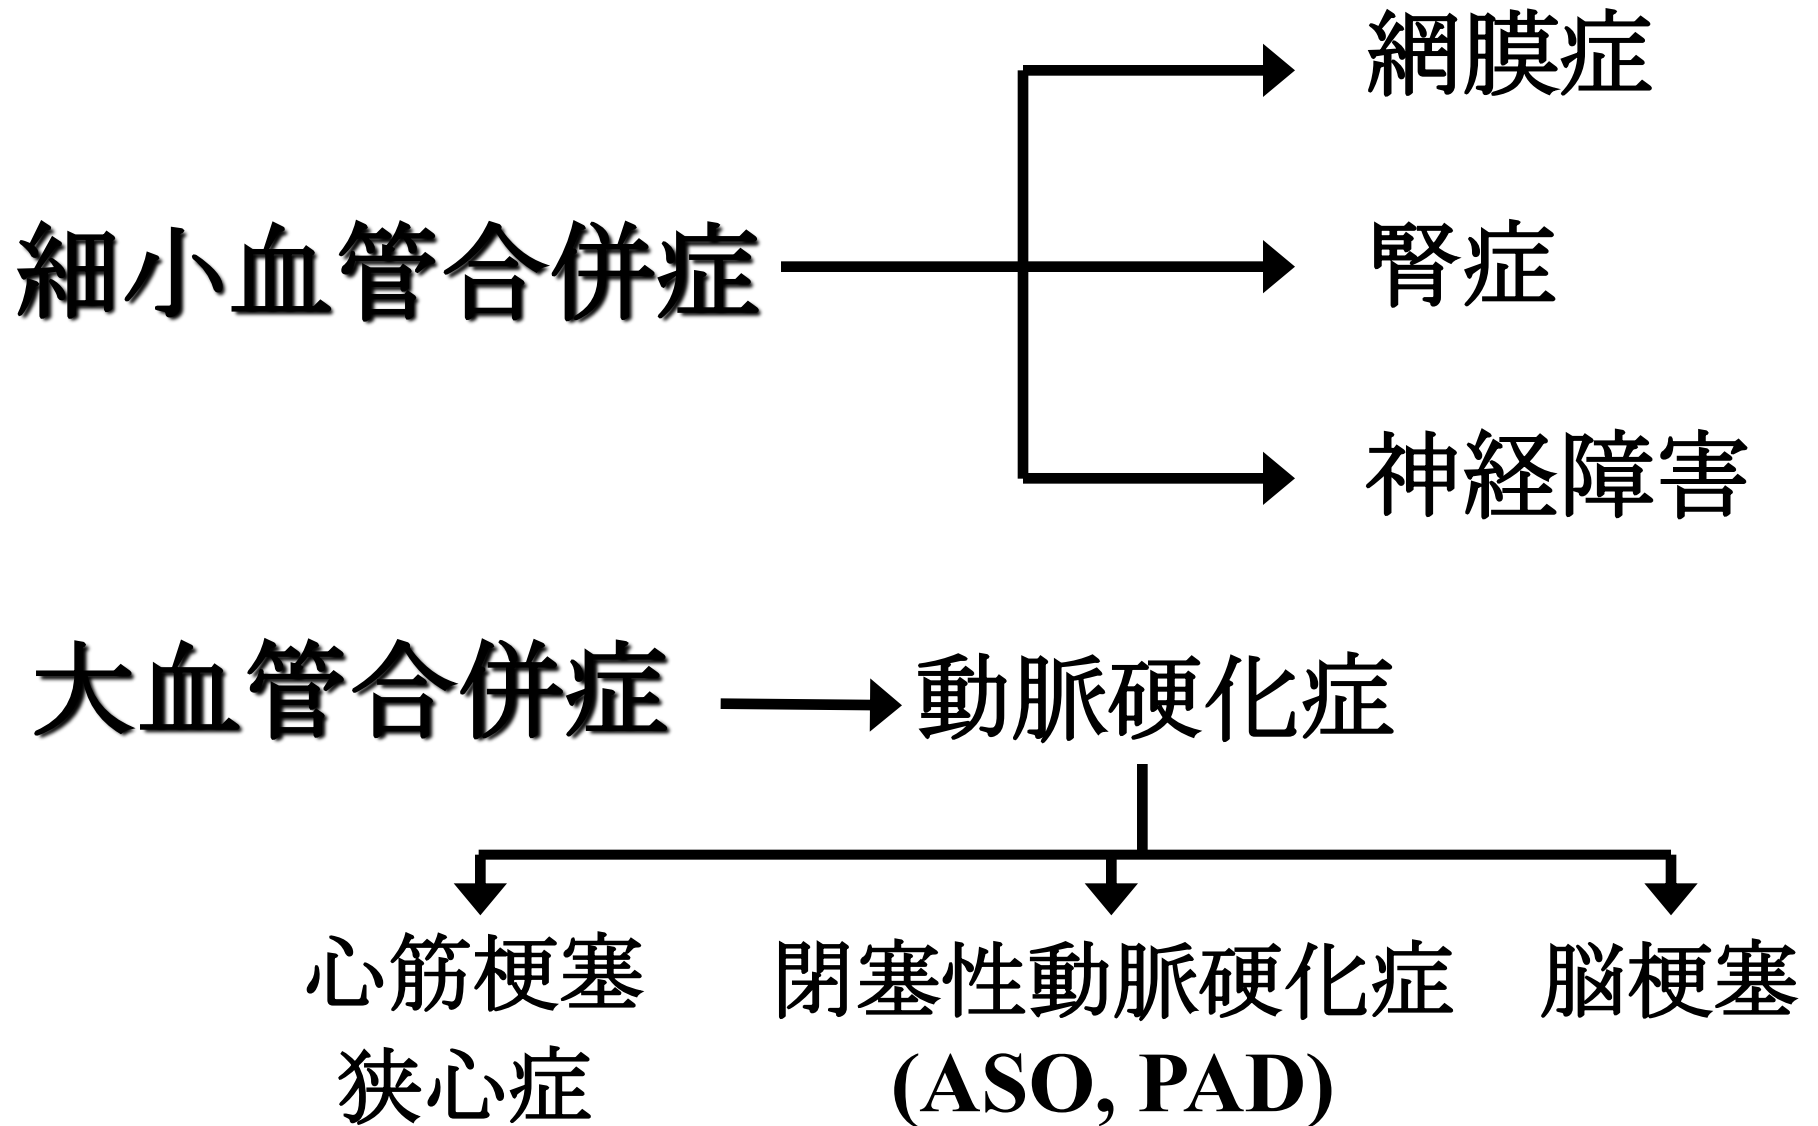 網膜症
細小血管合併症
腎症
神経障害
大血管合併症
動脈硬化症
心筋梗塞
狭心症
閉塞性動脈硬化症
(ASO, PAD)
脳梗塞